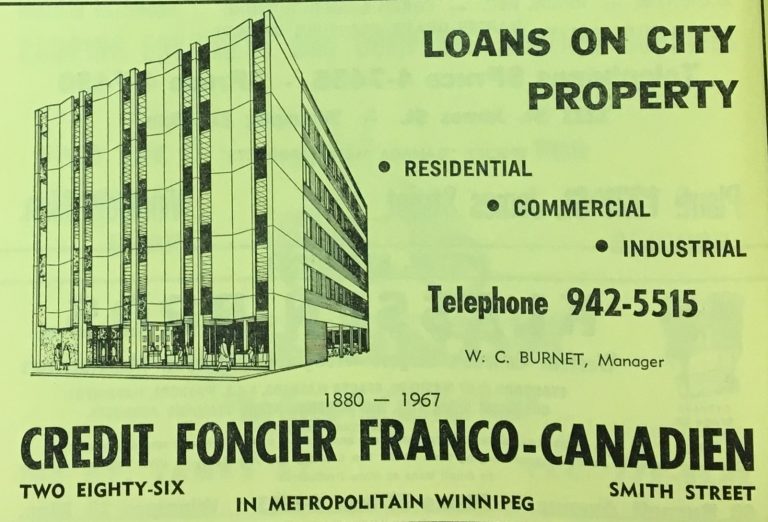 LOANS ON CITY
PROPERTY
• RESIDENTIAL
• COMMERCIAL
• INDUSTRIAL
Telephone 942-5515
W. C. BURNET, Manager
1880 — 1967
CREDIT FONCIER FRANCO-CANADIEN
TWO EIGHTY-SIX
SMITH STREET
IN METROPOLITAIN WINNIPEG